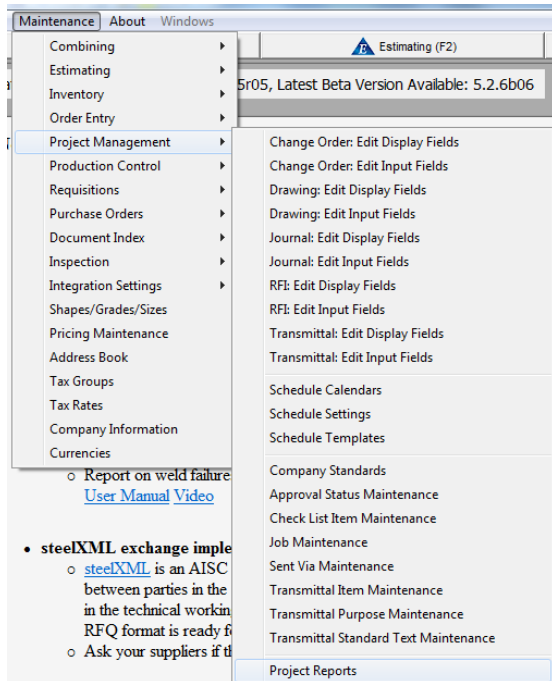 Maintenance About Windows
Combining
Estimating
Inventory
Order Entry
Project Management
Production Control
Requisitions
Purchase Orders
Document Index
Inspection
Integration Settings
Shapes/Grades/Sizes
Pricing Maintenance
Address Book
Tax Groups
Tax Rates
Company Information
Currencies
Estimating (F2)
5r05, Latest Beta Version Available: 5.2.6b06
Change Order: Edit Display Fields
Change Order: Edit Input Fields
Drawing: Edit Display Fields
Drawing: Edit Input Fields
Journal: Edit Display Fields
Journal: Edit Input Fields
RFI: Edit Display Fields
RFI: Edit Input Fields
Transmittal: Edit Display Fields
Transmittal: Edit Input Fields
Schedule Calendars
Schedule Settings
Schedule Templates
Company Standards
Approval Status Maintenance
Check List Item Maintenance
Job Maintenance
Sent Via Maintenance
Transmittal Item Maintenance
Transmittal Purpose Maintenance
Transmittal Standard Text Maintenance
Project Reports
o Report on weld failure
User Manual Video
• steelXML exchange imple
o steelXML is an AISC
between parties in the
in the technical workin
RFQ format is ready f
o Ask your suppliers if th